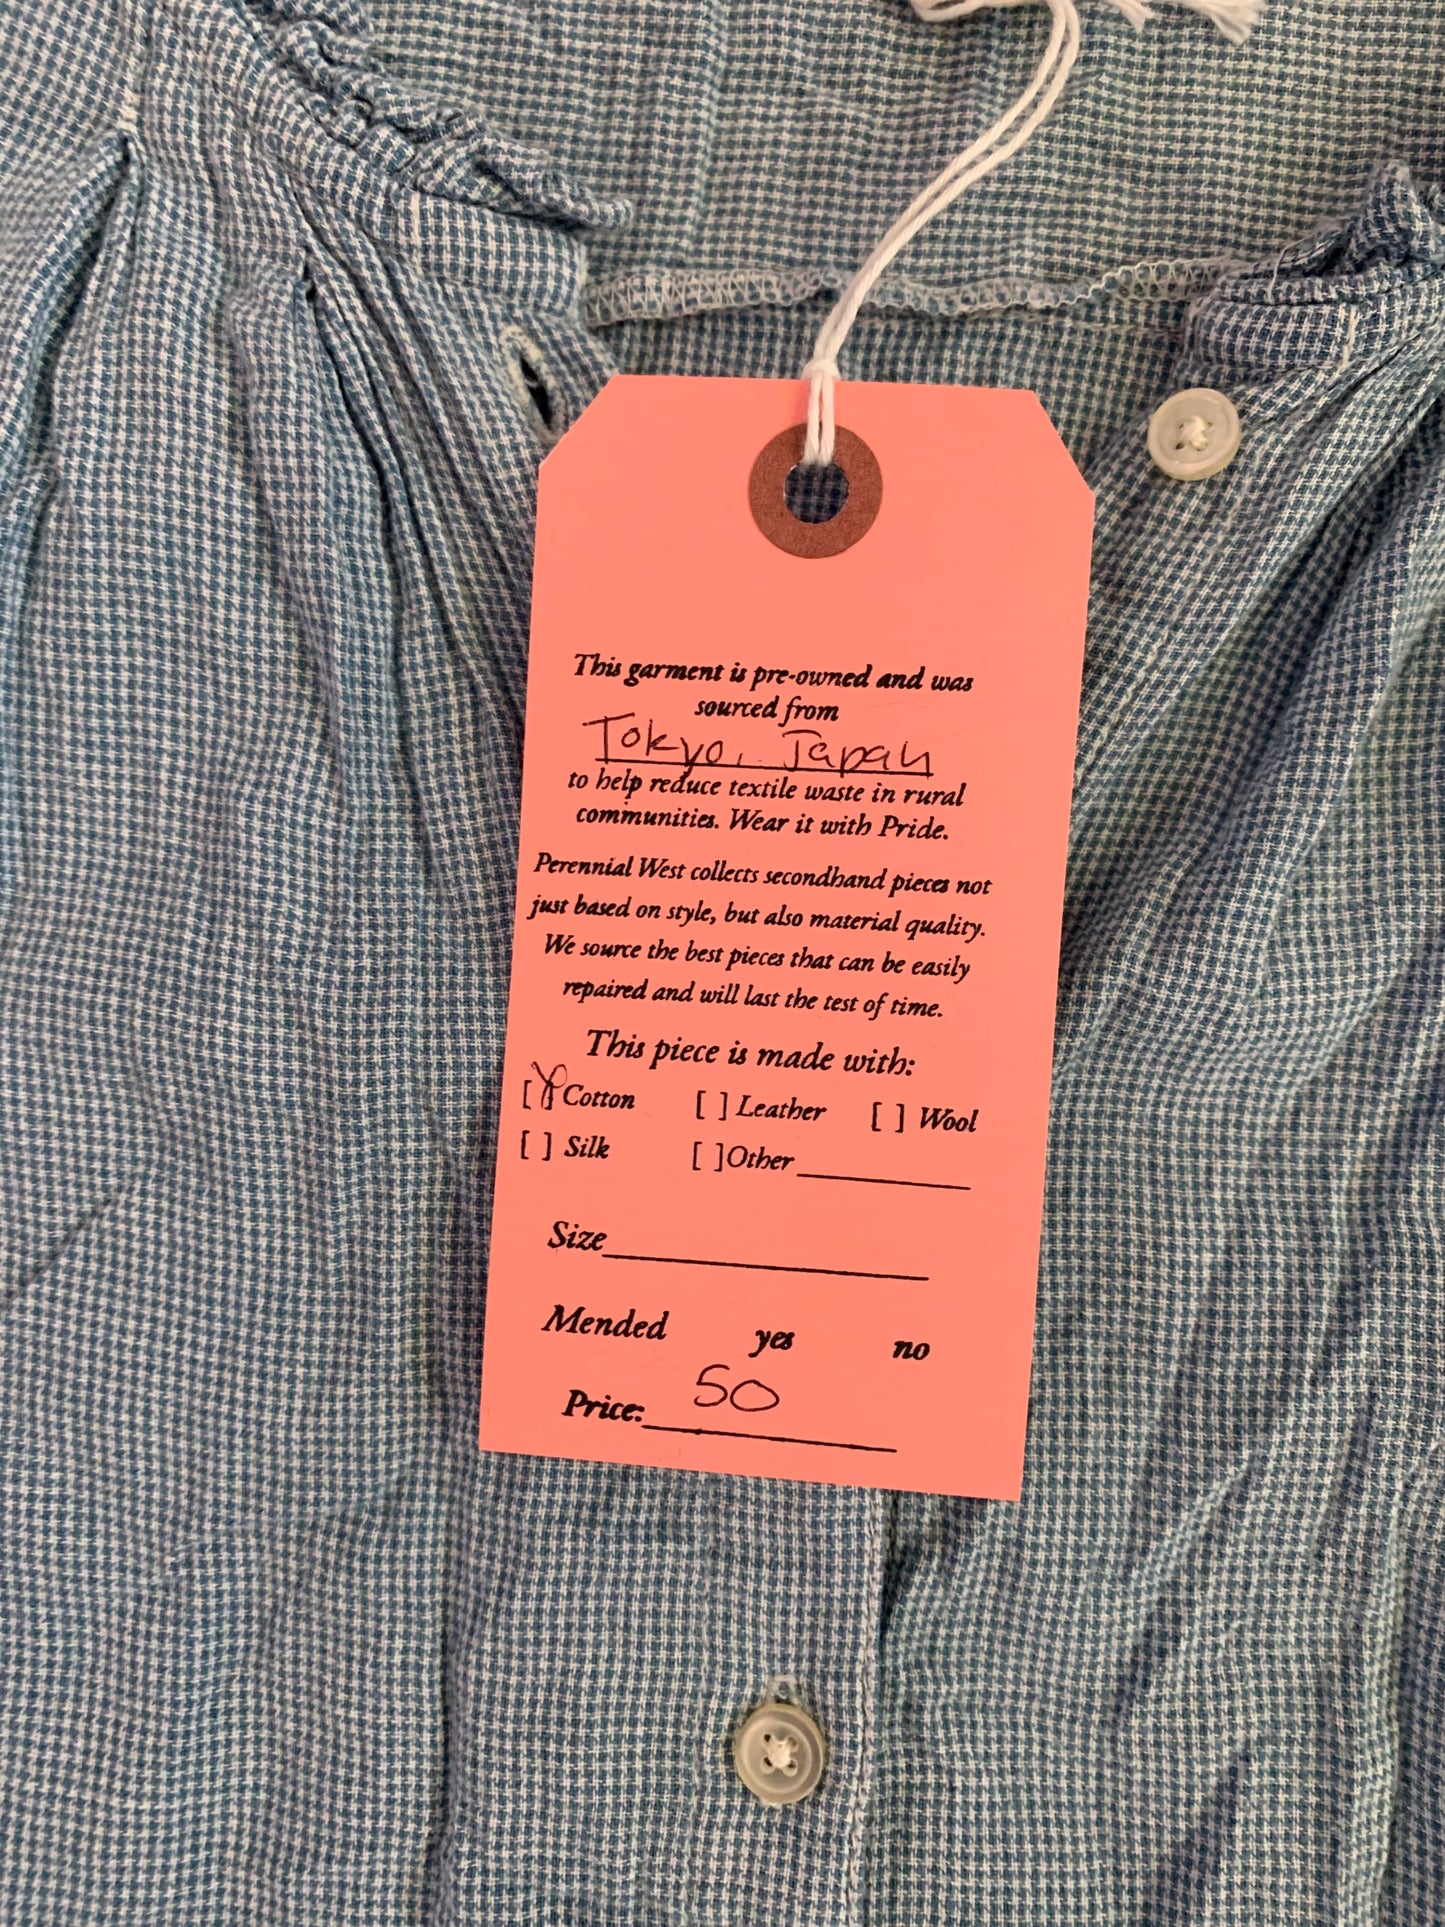 This garment is pre-owned and was
sourced from
Tokyo, Japan
to help reduce textile waste in rural
communities. Wear it with Pride.
Perennial West collects secondhand pieces not
just based on style, but also material quality.
We source the best pieces that can be easily
repaired and will last the test of time.
This piece is made with:
[X] Cotton [ ] Leather [ ] Wool
[ ] Silk [ ] Other
Size
Mended yes no
Price: 50